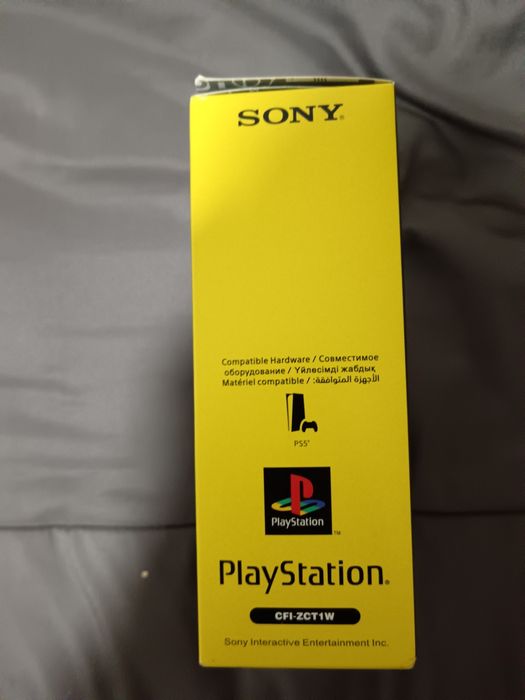 SONY®
Compatible Hardware / Совместимое
оборудование / Үйлесімді жабдық
Matériel compatible / الأجهزة المتوافقة:
PS5®
PlayStation™
PlayStation®
CFI-ZCT1W
Sony Interactive Entertainment Inc.